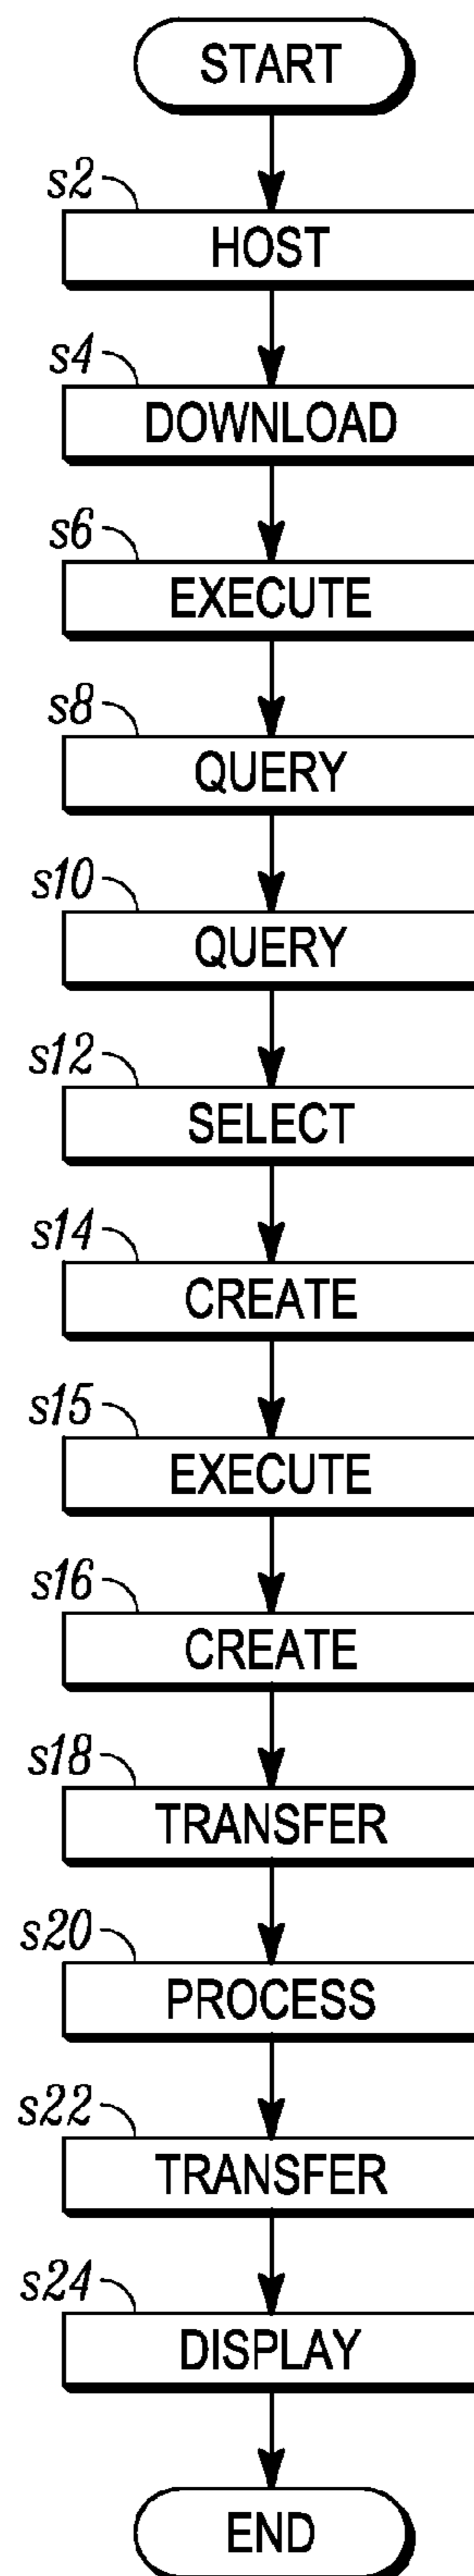 START
s2
HOST
s4
DOWNLOAD
s6
EXECUTE
s8
QUERY
s10
QUERY
s12
SELECT
s14
CREATE
s15
EXECUTE
s16
CREATE
s18
TRANSFER
s20
PROCESS
s22
TRANSFER
s24
DISPLAY
END